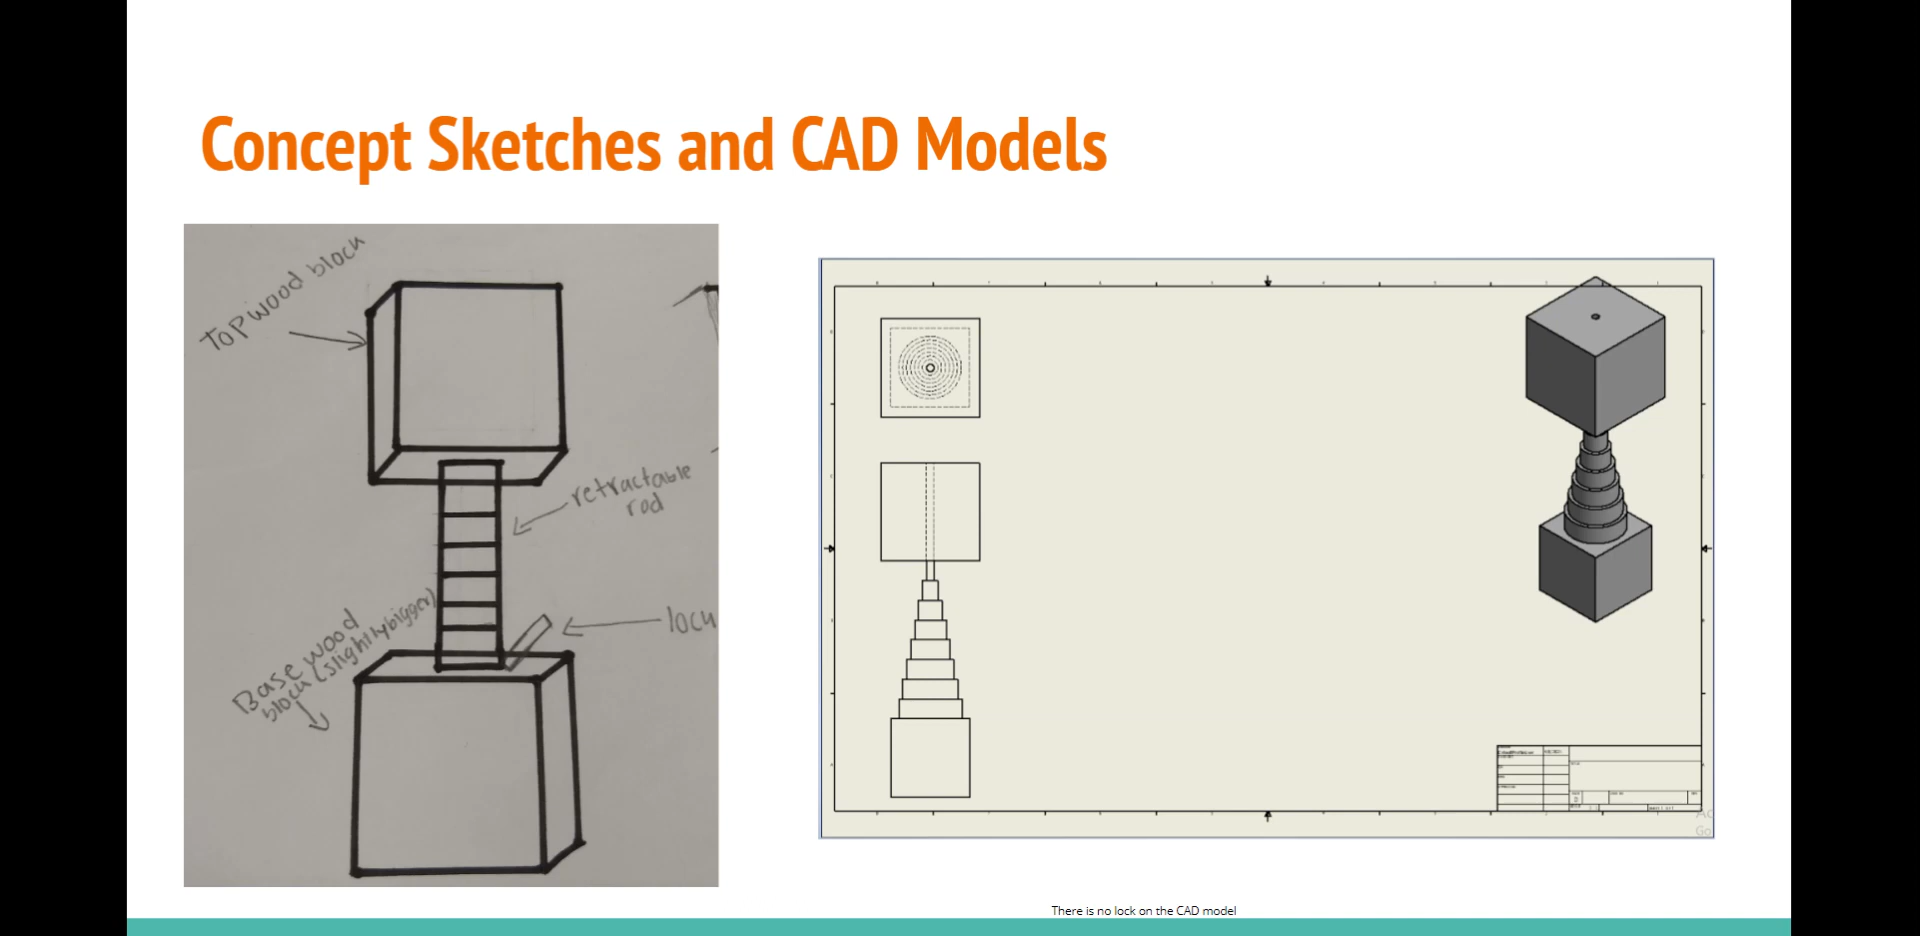 Concept Sketches and CAD Models
Top wood block
retractable
rod
lock
Base wood
block (slightly bigger)
There is no lock on the CAD model